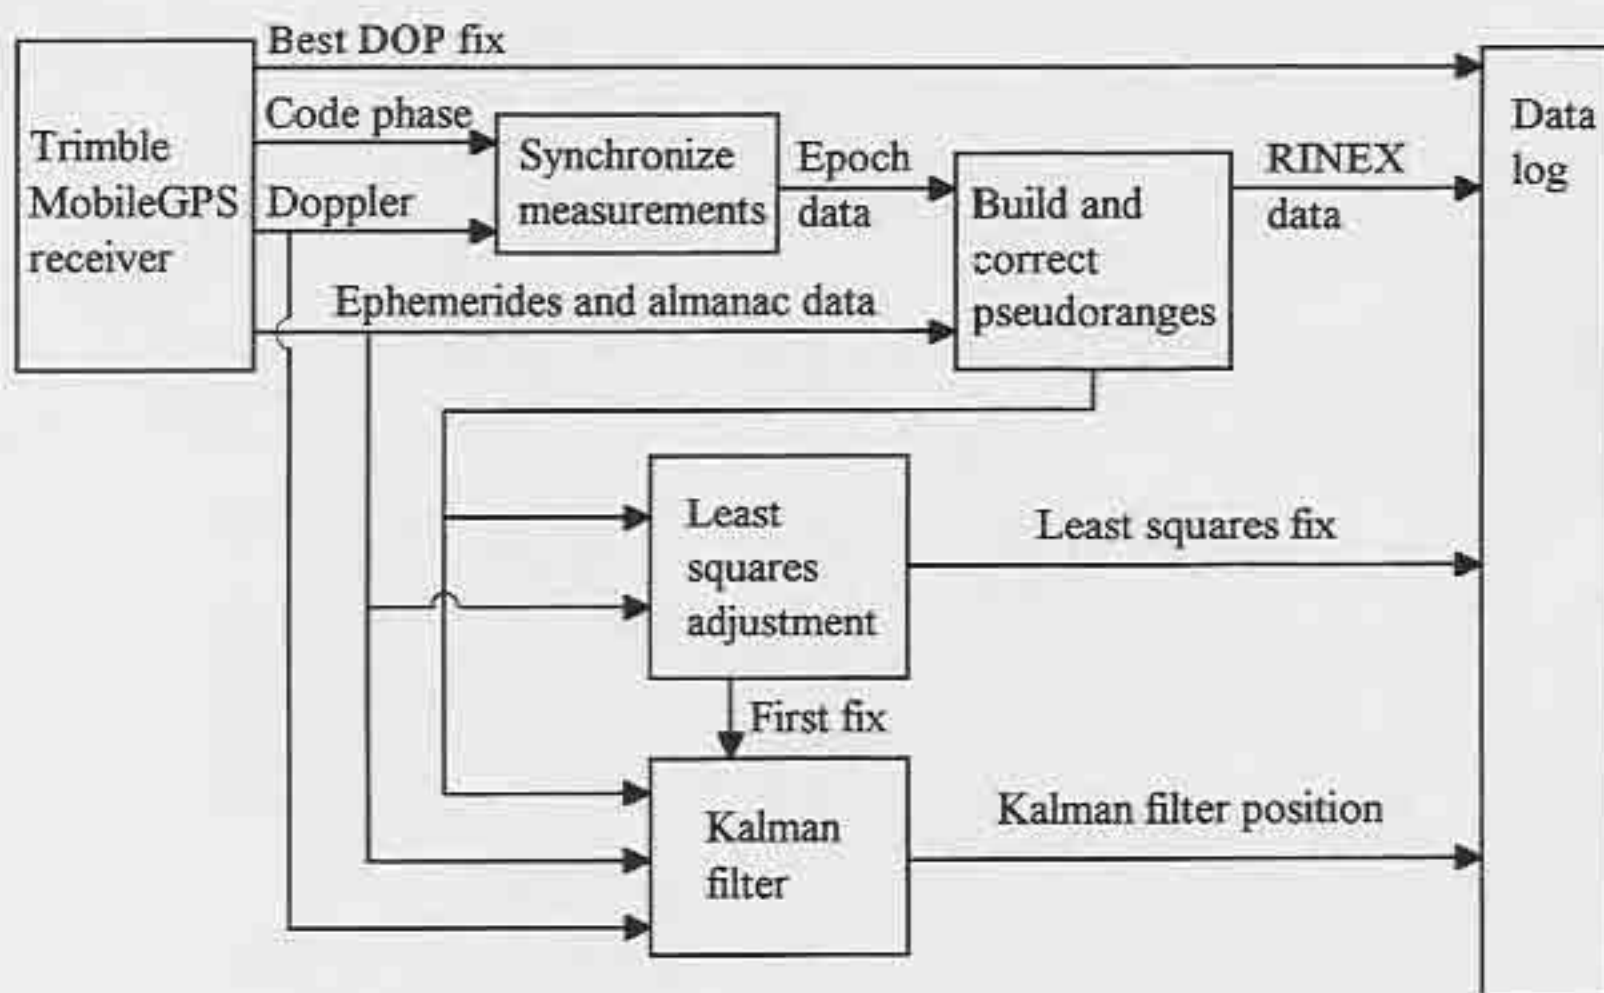 Best DOP fix
Code phase
Trimble
MobileGPS
receiver
Doppler
Synchronize
measurements
Epoch
data
Build and
correct
pseudoranges
RINEX
data
Data
log
Ephemerides and almanac data
Least
squares
adjustment
Least squares fix
First fix
Kalman
filter
Kalman filter position